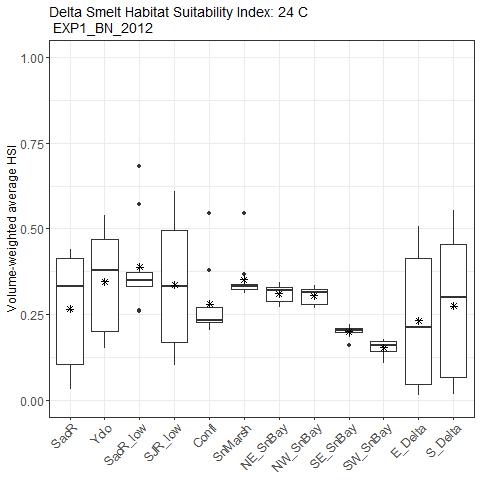 Delta Smelt Habitat Suitability Index: 24 C
EXP1_BN_2012
Volume-weighted average HSI
1.00
0.75
0.50
0.25
0.00
SacR
Yolo
SacR_low
SJR_low
Confl
SnMarsh
NE_SnBay
NW_SnBay
SE_SnBay
SW_SnBay
E_Delta
S_Delta